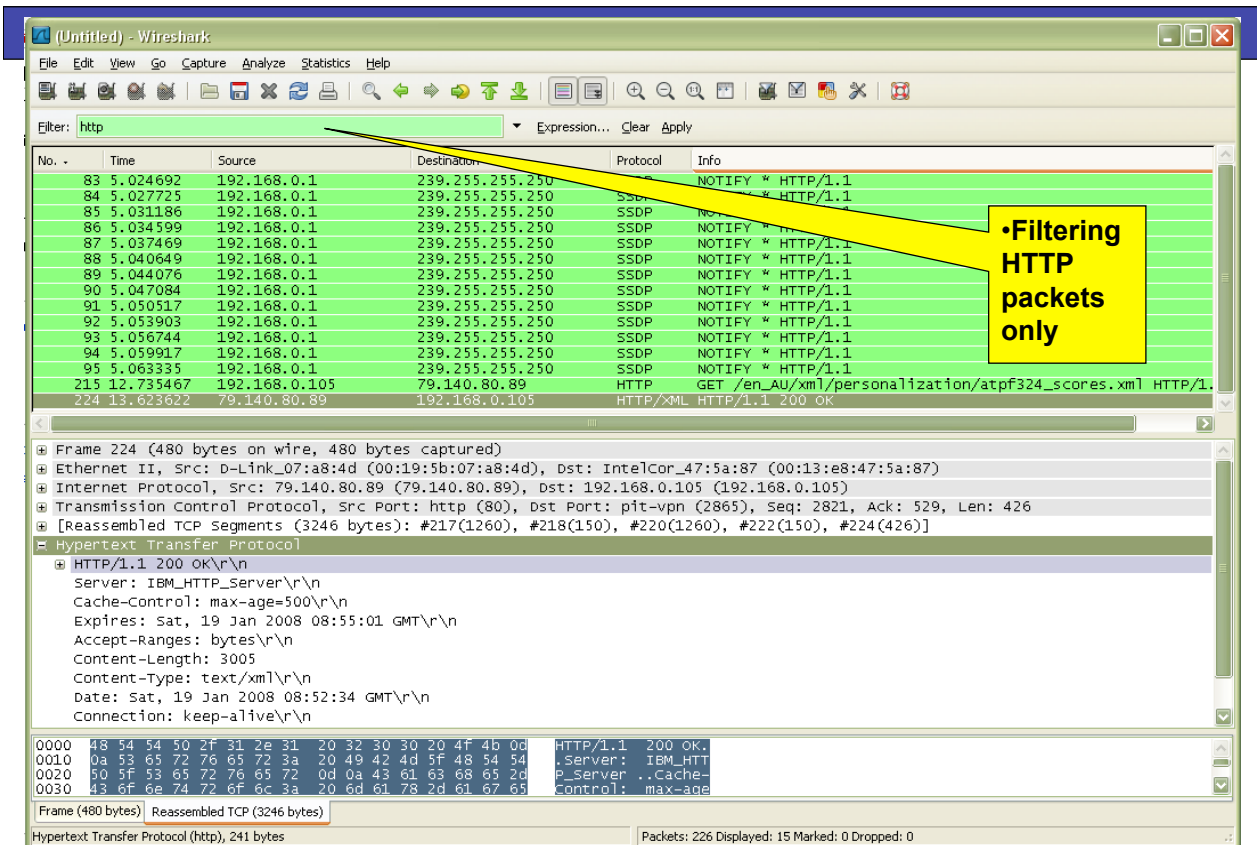 (Untitled) - Wireshark
File Edit View Go Capture Analyze Statistics Help
Filter: http Expression... Clear Apply
No. Time Source Destination Protocol Info
83 5.024692 192.168.0.1 239.255.255.250 NOTIFY * HTTP/1.1
84 5.027725 192.168.0.1 239.255.255.250 SSDP NOTIFY * HTTP/1.1
85 5.031186 192.168.0.1 239.255.255.250 SSDP NOTIFY * HTTP/1.1
86 5.034599 192.168.0.1 239.255.255.250 SSDP NOTIFY * HTTP/1.1
87 5.037469 192.168.0.1 239.255.255.250 SSDP NOTIFY * HTTP/1.1
88 5.040649 192.168.0.1 239.255.255.250 SSDP NOTIFY * HTTP/1.1
89 5.044076 192.168.0.1 239.255.255.250 SSDP NOTIFY * HTTP/1.1
90 5.047084 192.168.0.1 239.255.255.250 SSDP NOTIFY * HTTP/1.1
91 5.050517 192.168.0.1 239.255.255.250 SSDP NOTIFY * HTTP/1.1
92 5.053903 192.168.0.1 239.255.255.250 SSDP NOTIFY * HTTP/1.1
93 5.056744 192.168.0.1 239.255.255.250 SSDP NOTIFY * HTTP/1.1
94 5.059917 192.168.0.1 239.255.255.250 SSDP NOTIFY * HTTP/1.1
95 5.063335 192.168.0.1 239.255.255.250 SSDP NOTIFY * HTTP/1.1
215 12.735467 192.168.0.105 79.140.80.89 HTTP GET /en_AU/xml/personalization/atpf324_scores.xml HTTP/1.
224 13.623622 79.140.80.89 192.168.0.105 HTTP/XML HTTP/1.1 200 OK
•Filtering
HTTP
packets
only
Frame 224 (480 bytes on wire, 480 bytes captured)
Ethernet II, Src: D-Link_07:a8:4d (00:19:5b:07:a8:4d), Dst: IntelCor_47:5a:87 (00:13:e8:47:5a:87)
Internet Protocol, Src: 79.140.80.89 (79.140.80.89), Dst: 192.168.0.105 (192.168.0.105)
Transmission Control Protocol, Src Port: http (80), Dst Port: pit-vpn (2865), Seq: 2821, Ack: 529, Len: 426
[Reassembled TCP Segments (3246 bytes): #217(1260), #218(150), #220(1260), #222(150), #224(426)]
Hypertext Transfer Protocol
HTTP/1.1 200 OK\r\n
Server: IBM_HTTP_Server\r\n
Cache-Control: max-age=500\r\n
Expires: Sat, 19 Jan 2008 08:55:01 GMT\r\n
Accept-Ranges: bytes\r\n
Content-Length: 3005
Content-Type: text/xml\r\n
Date: Sat, 19 Jan 2008 08:52:34 GMT\r\n
Connection: keep-alive\r\n
0000 48 54 54 50 2f 31 2e 31 20 32 30 30 20 4f 4b 0d HTTP/1.1 200 OK.
0010 0a 53 65 72 76 65 72 3a 20 49 42 4d 5f 48 54 54 .Server: IBM_HTT
0020 50 5f 53 65 72 76 65 72 0d 0a 43 61 63 68 65 2d P_Server ..Cache-
0030 43 6f 6e 74 72 6f 6c 3a 20 6d 61 78 2d 61 67 65 Control: max-age
Frame (480 bytes) Reassembled TCP (3246 bytes)
Hypertext Transfer Protocol (http), 241 bytes Packets: 226 Displayed: 15 Marked: 0 Dropped: 0